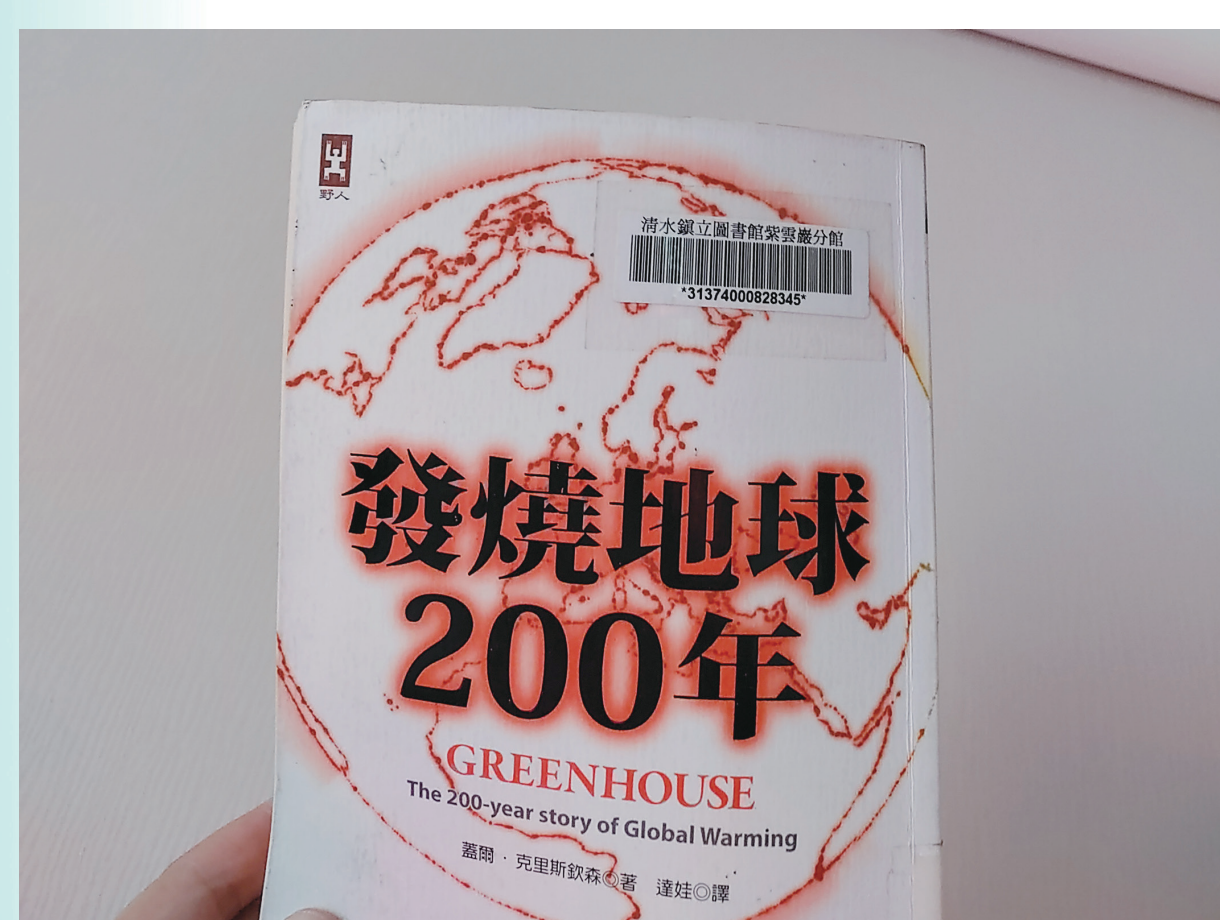 野人
清水鎭立圖書館紫雲巖分館
*31374000828345*
發燒地球
200年
GREENHOUSE
The 200-year story of Global Warming
蓋爾．克里斯欽森◎著　達娃◎譯